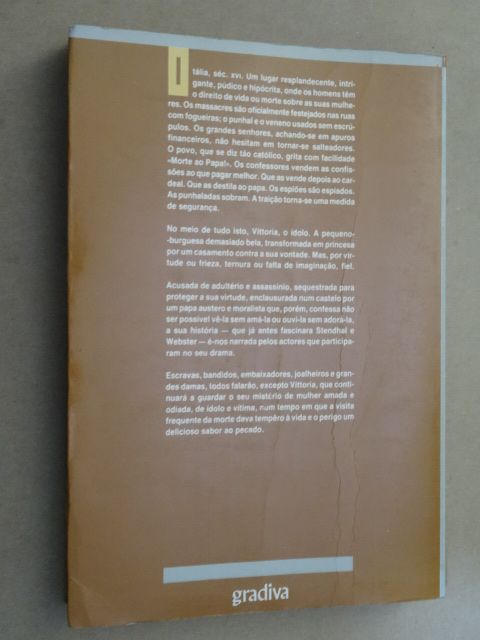 Itália, séc. XVI. Um lugar resplandecente, intri-
gante, púdico e hipócrita, onde os homens têm
o direito de vida ou morte sobre as suas mulhe-
res. Os massacres são oficialmente festejados nas ruas
com fogueiras; o punhal e o veneno usados sem escrú-
pulos. Os grandes senhores, achando-se em apuros
financeiros, não hesitam em tornar-se salteadores.
O povo, que se diz tão católico, grita com facilidade
«Morte ao Papa!». Os confessores vendem as confis-
sões ao que pagar melhor. Que as vende depois ao car-
deal. Que as destila ao papa. Os espiões são espiados.
As punhaladas sobram. A traição torna-se uma medida
de segurança.
No meio de tudo isto, Vittoria, o ídolo. A pequeno-
-burguesa demasiado bela, transformada em princesa
por um casamento contra a sua vontade. Mas, por vir-
tude ou frieza, ternura ou falta de imaginação, fiel.
Acusada de adultério e assassínio, sequestrada para
proteger a sua virtude, enclausurada num castelo por
um papa austero e moralista que, porém, confessa não
ser possível vê-la sem amá-la ou ouvi-la sem adorá-la,
a sua história — que já antes fascinara Stendhal e
Webster — é-nos narrada pelos actores que participa-
ram no seu drama.
Escravas, bandidos, embaixadores, joalheiros e gran-
des damas, todos falarão, excepto Vittoria, que conti-
nuará a guardar o seu mistério de mulher amada e
odiada, de ídolo e vítima, num tempo em que a visita
frequente da morte dava tempêro à vida e o perigo um
delicioso sabor ao pecado.
gradiva